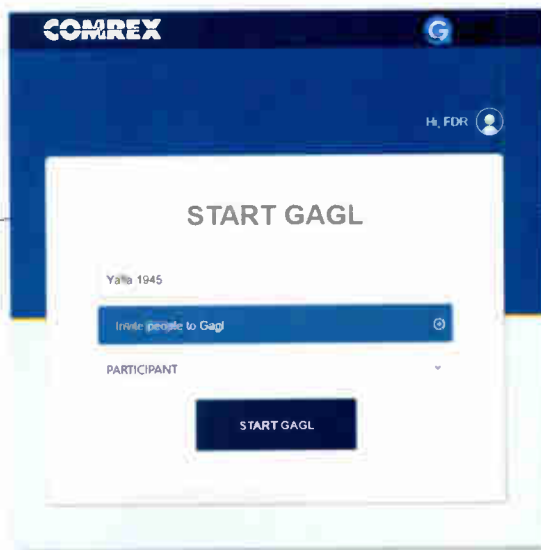 COMREX
G
Hi, FDR
START GAGL
Yalta 1945
Invite people to Gagl
PARTICIPANT
START GAGL